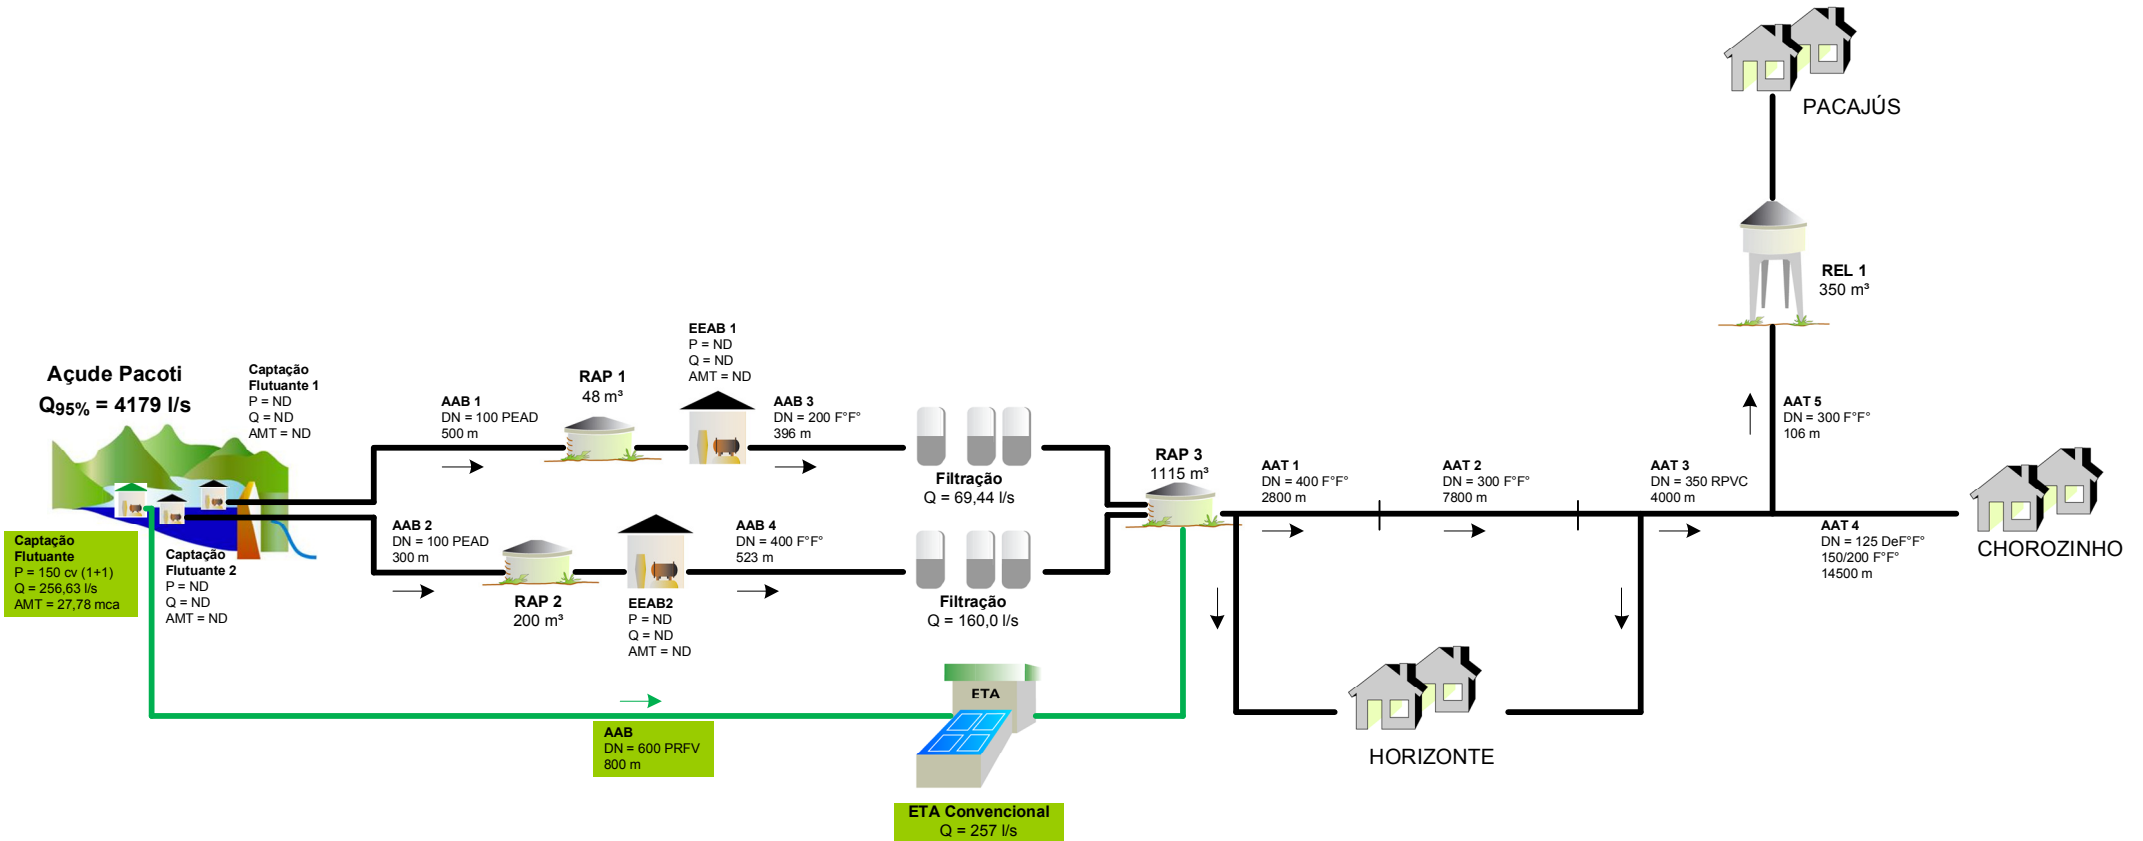 PACAJÚS
REL 1
350 m³
Açude Pacoti
Q95% = 4179 l/s
Captação
Flutuante 1
P = ND
Q = ND
AMT = ND
AAB 1
DN = 100 PEAD
500 m
RAP 1
48 m³
EEAB 1
P = ND
Q = ND
AMT = ND
AAB 3
DN = 200 F°F°
396 m
Filtração
Q = 69,44 l/s
RAP 3
1115 m³
AAT 1
DN = 400 F°F°
2800 m
AAT 2
DN = 300 F°F°
7800 m
AAT 3
DN = 350 RPVC
4000 m
AAT 5
DN = 300 F°F°
106 m
AAT 4
DN = 125 DeF°F°
150/200 F°F°
14500 m
CHOROZINHO
Captação
Flutuante
P = 150 cv (1+1)
Q = 256,63 l/s
AMT = 27,78 mca
Captação
Flutuante 2
P = ND
Q = ND
AMT = ND
AAB 2
DN = 100 PEAD
300 m
RAP 2
200 m³
EEAB2
P = ND
Q = ND
AMT = ND
AAB 4
DN = 400 F°F°
523 m
Filtração
Q = 160,0 l/s
ETA
AAB
DN = 600 PRFV
800 m
ETA Convencional
Q = 257 l/s
HORIZONTE